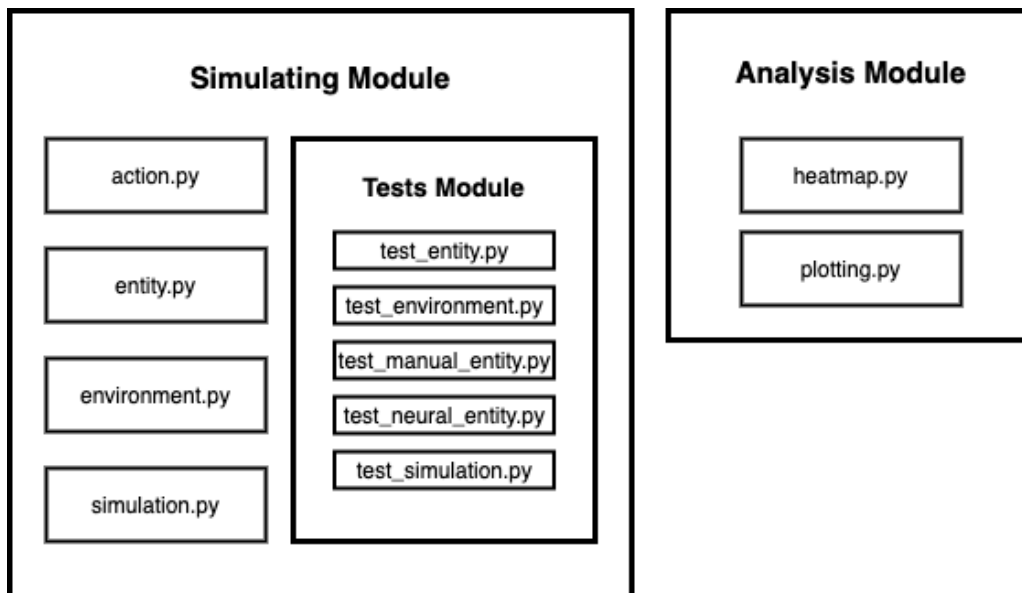 Simulating Module
action.py
entity.py
environment.py
simulation.py
Tests Module
test_entity.py
test_environment.py
test_manual_entity.py
test_neural_entity.py
test_simulation.py
Analysis Module
heatmap.py
plotting.py